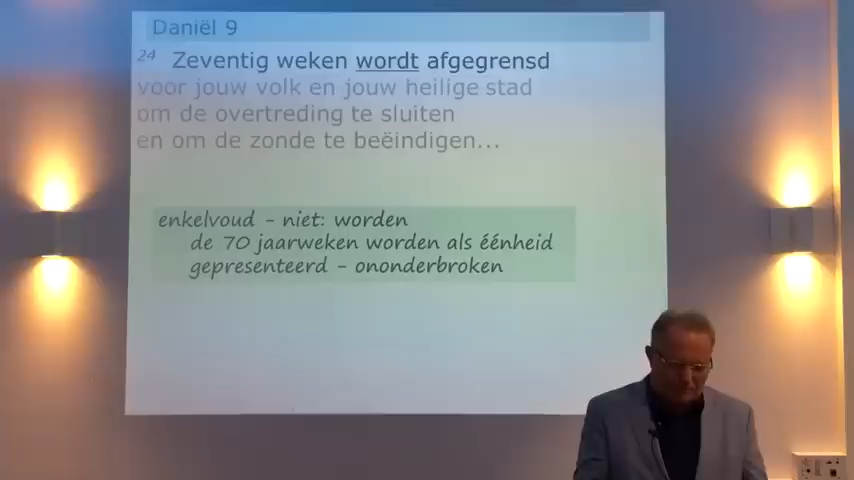 Daniël 9
24 Zeventig weken wordt afgegrensd
voor jouw volk en jouw heilige stad
om de overtreding te sluiten
en om de zonde te beëindigen...
enkelvoud - niet: worden
de 70 jaarweken worden als éénheid
gepresenteerd - ononderbroken